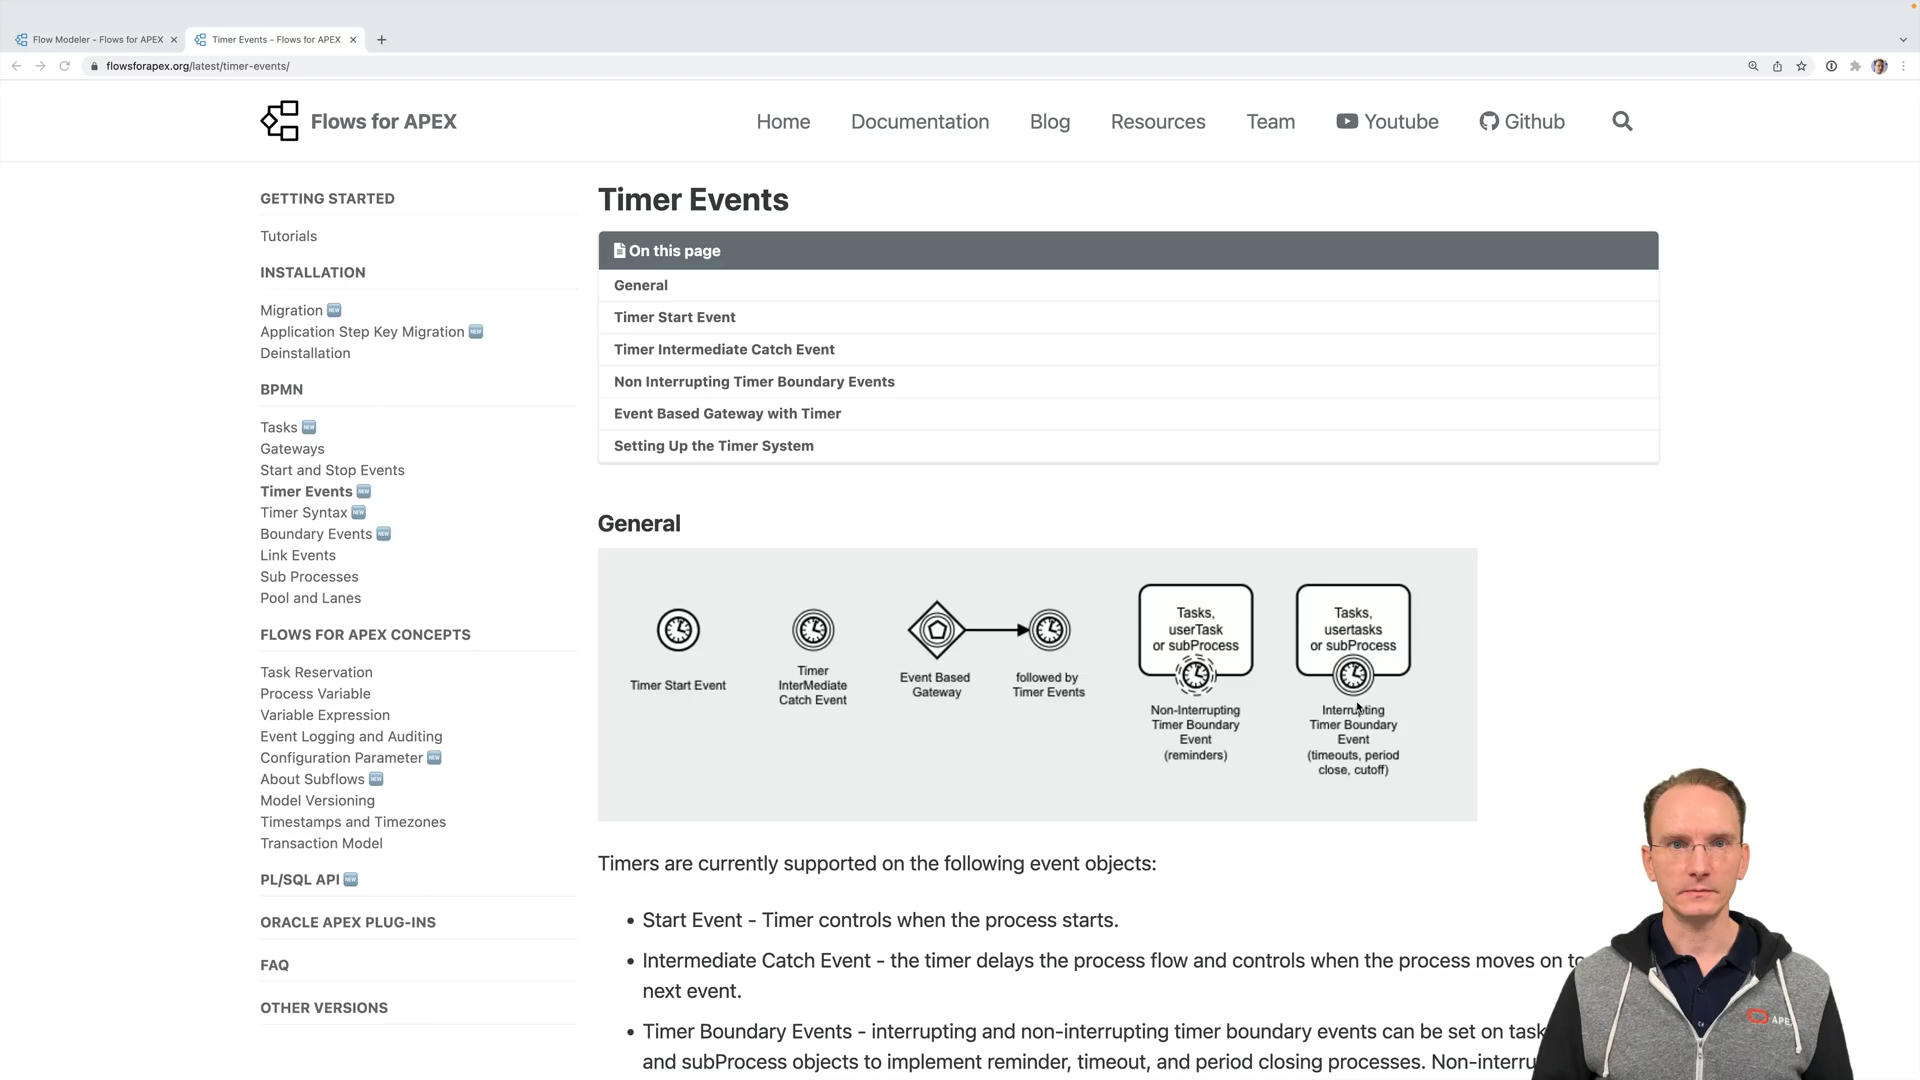 Flow Modeler - Flows for APEX
Timer Events - Flows for APEX
flowsforapex.org/latest/timer-events/
Flows for APEX
Home
Documentation
Blog
Resources
Team
Youtube
Github
GETTING STARTED
Tutorials
INSTALLATION
Migration NEW
Application Step Key Migration NEW
Deinstallation
BPMN
Tasks NEW
Gateways
Start and Stop Events
Timer Events NEW
Timer Syntax NEW
Boundary Events NEW
Link Events
Sub Processes
Pool and Lanes
FLOWS FOR APEX CONCEPTS
Task Reservation
Process Variable
Variable Expression
Event Logging and Auditing
Configuration Parameter NEW
About Subflows NEW
Model Versioning
Timestamps and Timezones
Transaction Model
PL/SQL API NEW
ORACLE APEX PLUG-INS
FAQ
OTHER VERSIONS
Timer Events
On this page
General
Timer Start Event
Timer Intermediate Catch Event
Non Interrupting Timer Boundary Events
Event Based Gateway with Timer
Setting Up the Timer System
General
Timer Start Event
Timer
InterMediate
Catch Event
Event Based
Gateway
followed by
Timer Events
Tasks,
userTask
or subProcess
Non-Interrupting
Timer Boundary
Event
(reminders)
Tasks,
usertasks
or subProcess
Interrupting
Timer Boundary
Event
(timeouts, period
close, cutoff)
Timers are currently supported on the following event objects:
• Start Event - Timer controls when the process starts.
• Intermediate Catch Event - the timer delays the process flow and controls when the process moves on to
next event.
• Timer Boundary Events - interrupting and non-interrupting timer boundary events can be set on task
and subProcess objects to implement reminder, timeout, and period closing processes. Non-interru